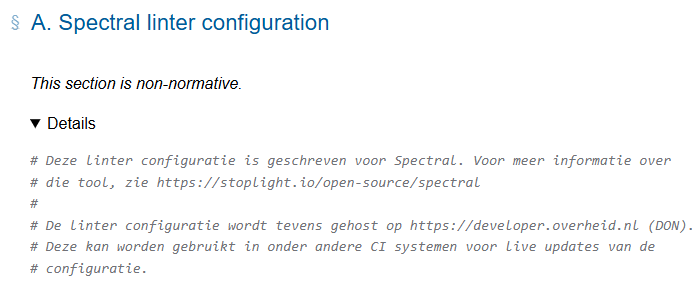 § A. Spectral linter configuration
This section is non-normative.
▼ Details
# Deze linter configuratie is geschreven voor Spectral. Voor meer informatie over
# die tool, zie https://stoplight.io/open-source/spectral
#
# De linter configuratie wordt tevens gehost op https://developer.overheid.nl (DON).
# Deze kan worden gebruikt in onder andere CI systemen voor live updates van de
# configuratie.